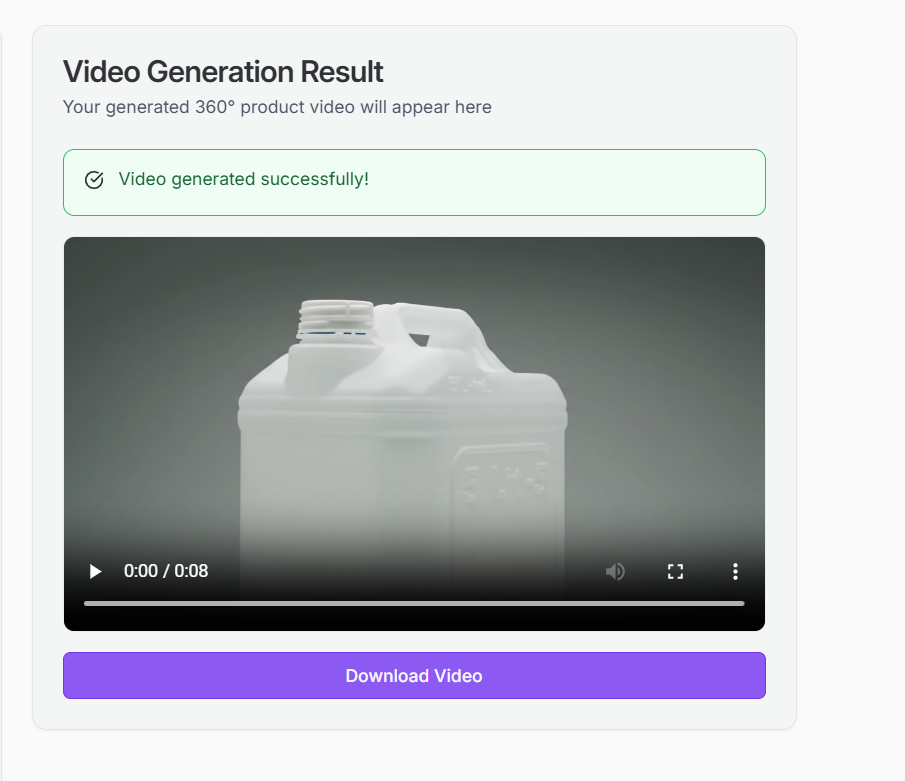 Video Generation Result
Your generated 360° product video will appear here
Video generated successfully!
0:00 / 0:08
Download Video